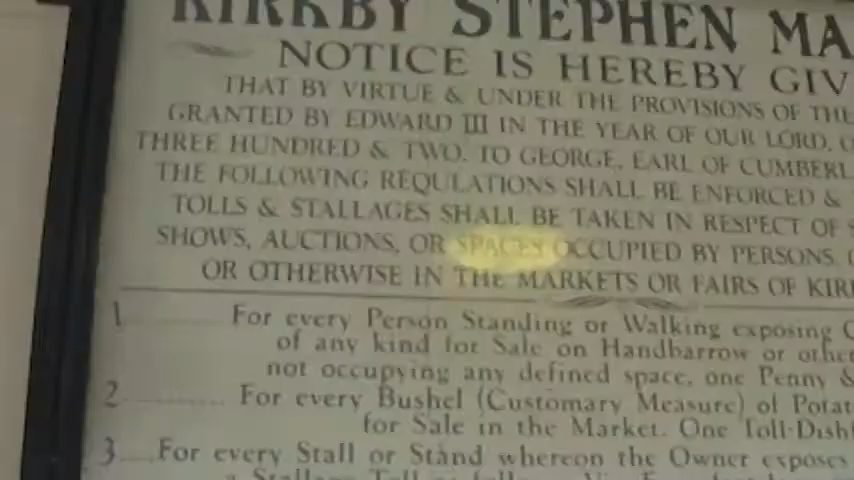 KIRKBY STEPHEN MA
NOTICE IS HEREBY GIV
THAT BY VIRTUE & UNDER THE PROVISIONS OF THE
GRANTED BY EDWARD III IN THE YEAR OF OUR LORD, O
THREE HUNDRED & TWO, TO GEORGE, EARL OF CUMBERL
THE FOLLOWING REGULATIONS SHALL BE ENFORCED &
TOLLS & STALLAGES SHALL BE TAKEN IN RESPECT OF S
SHOWS, AUCTIONS, OR SPACES OCCUPIED BY PERSONS,
OR OTHERWISE IN THE MARKETS OR FAIRS OF KIR
1 ........... For every Person Standing or Walking exposing
of any kind for Sale on Handbarrow or other
not occupying any defined space, one Penny &
2 ............ For every Bushel (Customary Measure) of Potat
for Sale in the Market. One Toll-Dish
3 .... For every Stall or Stand whereon the Owner exposes
a Stallage Toll